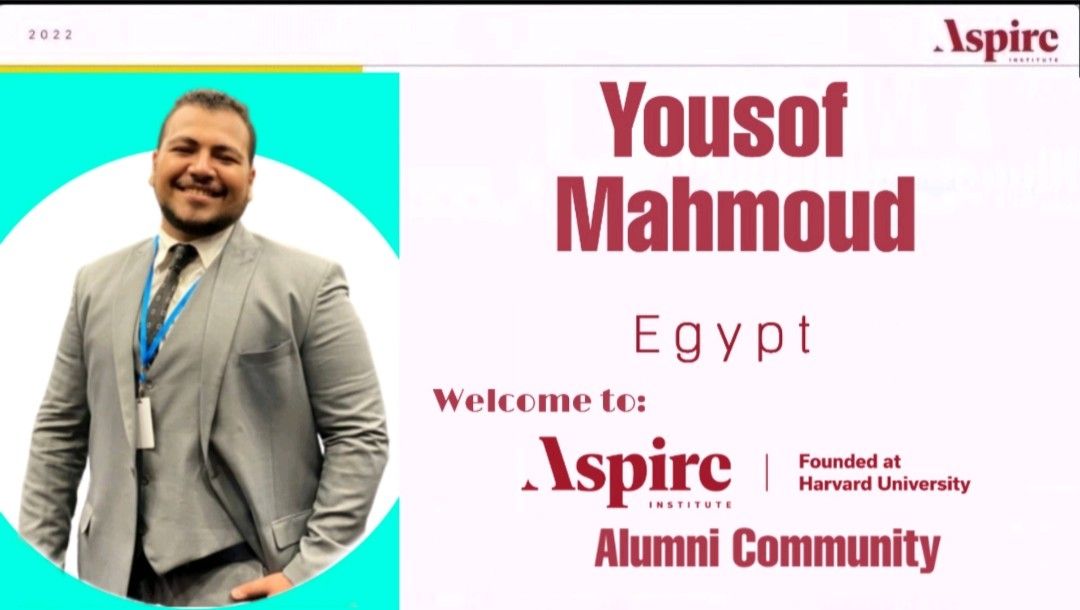 2022
Aspire
INSTITUTE
Yousof
Mahmoud
Egypt
Welcome to:
Aspire
INSTITUTE
Founded at
Harvard University
Alumni Community